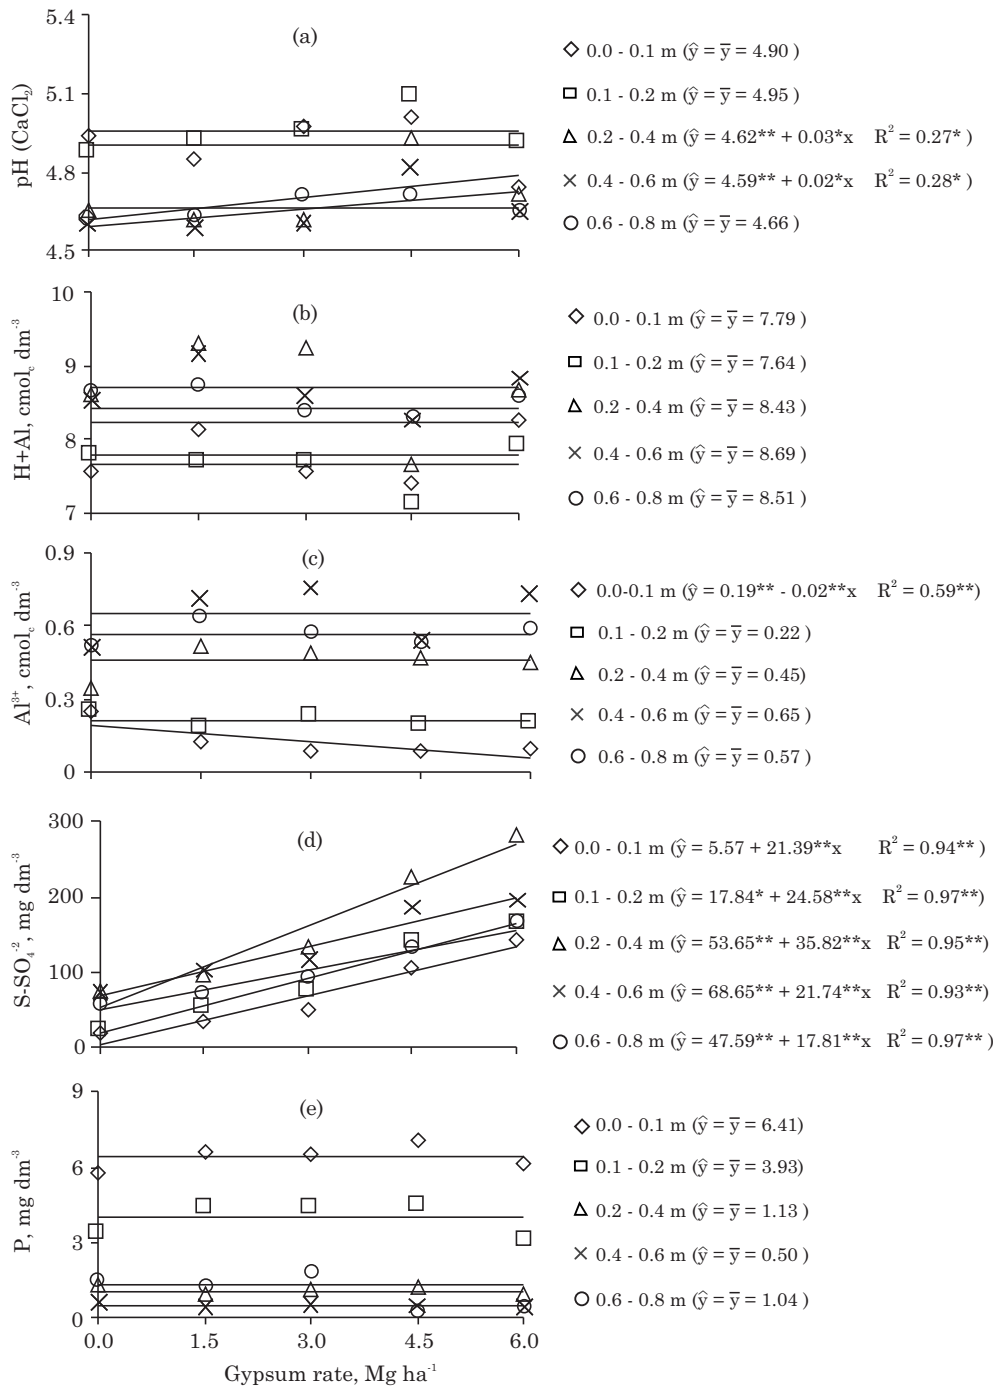 5.4
5.1
4.8
4.5
pH (CaCl₂)
(a)
0.0 - 0.1 m (ŷ = y̅ = 4.90 )
0.1 - 0.2 m (ŷ = y̅ = 4.95 )
0.2 - 0.4 m (ŷ = 4.62** + 0.03*x R² = 0.27* )
0.4 - 0.6 m (ŷ = 4.59** + 0.02*x R² = 0.28* )
0.6 - 0.8 m (ŷ = y̅ = 4.66 )
10
9
8
7
H+Al, cmol_c dm⁻³
(b)
0.0 - 0.1 m (ŷ = y̅ = 7.79 )
0.1 - 0.2 m (ŷ = y̅ = 7.64 )
0.2 - 0.4 m (ŷ = y̅ = 8.43 )
0.4 - 0.6 m (ŷ = y̅ = 8.69 )
0.6 - 0.8 m (ŷ = y̅ = 8.51 )
0.9
0.6
0.3
0
Al³⁺, cmol_c dm⁻³
(c)
0.0-0.1 m (ŷ = 0.19** - 0.02**x R² = 0.59**)
0.1 - 0.2 m (ŷ = y̅ = 0.22 )
0.2 - 0.4 m (ŷ = y̅ = 0.45)
0.4 - 0.6 m (ŷ = y̅ = 0.65 )
0.6 - 0.8 m (ŷ = y̅ = 0.57 )
300
200
100
0
S-SO₄⁻², mg dm⁻³
(d)
0.0 - 0.1 m (ŷ = 5.57 + 21.39**x R² = 0.94** )
0.1 - 0.2 m (ŷ = 17.84* + 24.58**x R² = 0.97**)
0.2 - 0.4 m (ŷ = 53.65** + 35.82**x R² = 0.95**)
0.4 - 0.6 m (ŷ = 68.65** + 21.74**x R² = 0.93**)
0.6 - 0.8 m (ŷ = 47.59** + 17.81**x R² = 0.97** )
9
6
3
0
P, mg dm⁻³
(e)
0.0 - 0.1 m (ŷ = y̅ = 6.41)
0.1 - 0.2 m (ŷ = y̅ = 3.93)
0.2 - 0.4 m (ŷ = y̅ = 1.13)
0.4 - 0.6 m (ŷ = y̅ = 0.50 )
0.6 - 0.8 m (ŷ = y̅ = 1.04 )
0.0 1.5 3.0 4.5 6.0
Gypsum rate, Mg ha⁻¹